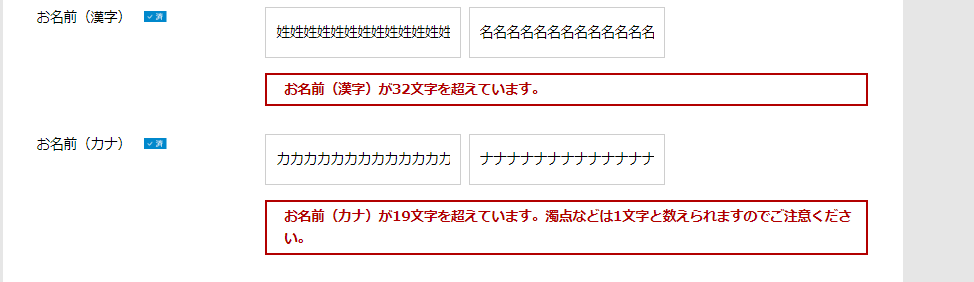 お名前（漢字） ✓ 済
姓姓姓姓姓姓姓姓姓姓姓姓姓 名名名名名名名名名名名名名
お名前（漢字）が32文字を超えています。
お名前（カナ） ✓ 済
カカカカカカカカカカカカカ ナナナナナナナナナナナナナ
お名前（カナ）が19文字を超えています。濁点などは1文字と数えられますのでご注意くださ
い。